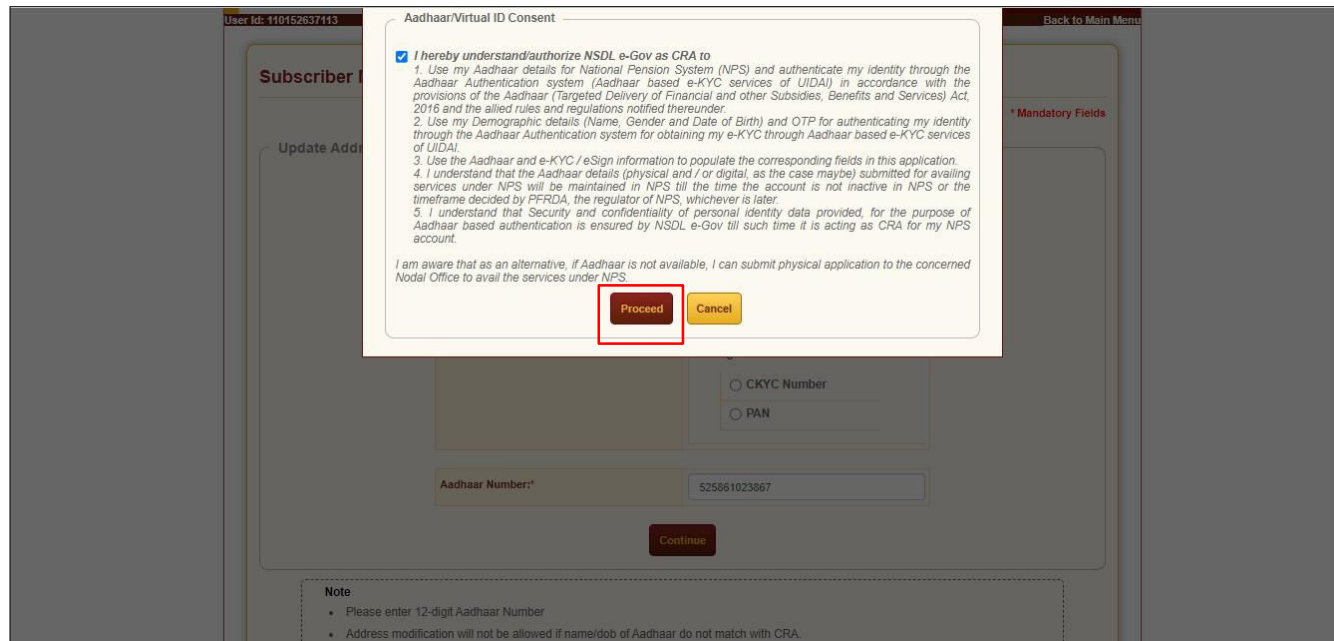 User Id: 110152637113
Back to Main Menu
Aadhaar/Virtual ID Consent
I hereby understand/authorize NSDL e-Gov as CRA to
1. Use my Aadhaar details for National Pension System (NPS) and authenticate my identity through the
Aadhaar Authentication system (Aadhaar based e-KYC services of UIDAI) in accordance with the
provisions of the Aadhaar (Targeted Delivery of Financial and other Subsidies, Benefits and Services) Act,
2016 and the allied rules and regulations notified thereunder.
2. Use my Demographic details (Name, Gender and Date of Birth) and OTP for authenticating my identity
through the Aadhaar Authentication system for obtaining my e-KYC through Aadhaar based e-KYC services
of UIDAI.
3. Use the Aadhaar and e-KYC / eSign information to populate the corresponding fields in this application.
4. I understand that the Aadhaar details (physical and / or digital, as the case maybe) submitted for availing
services under NPS will be maintained in NPS till the time the account is not inactive in NPS or the
timeframe decided by PFRDA, the regulator of NPS, whichever is later.
5. I understand that Security and confidentiality of personal identity data provided, for the purpose of
Aadhaar based authentication is ensured by NSDL e-Gov till such time it is acting as CRA for my NPS
account.
I am aware that as an alternative, if Aadhaar is not available, I can submit physical application to the concerned
Nodal Office to avail the services under NPS.
Proceed
Cancel
Subscriber
* Mandatory Fields
Update Addr
CKYC Number
PAN
Aadhaar Number:*
525861023867
Continue
Note
Please enter 12-digit Aadhaar Number
Address modification will not be allowed if name/dob of Aadhaar do not match with CRA.